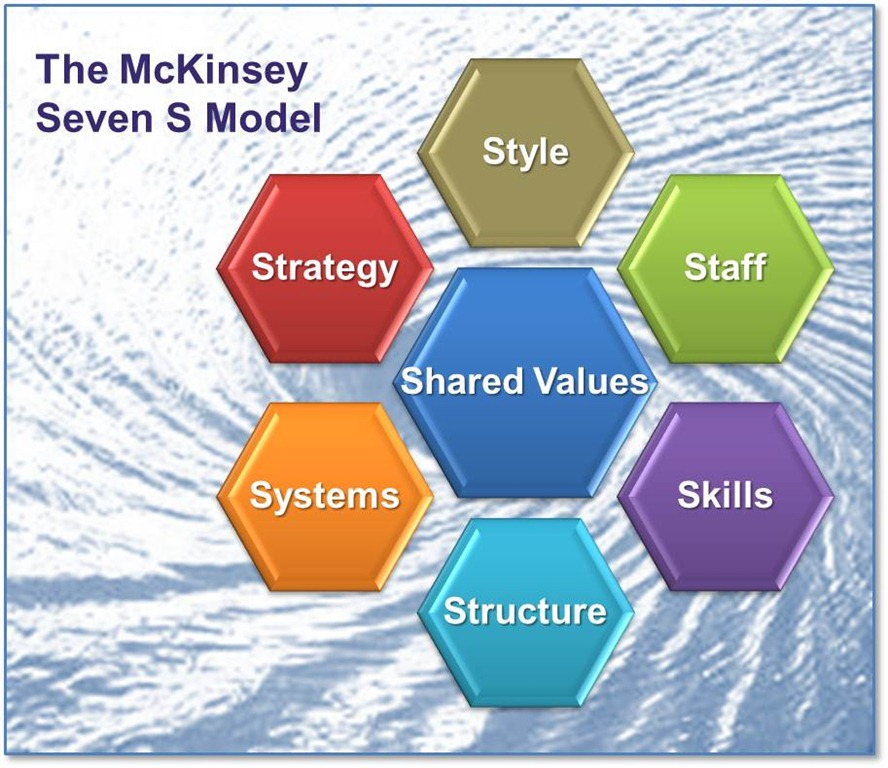 The McKinsey
Seven S Model
Style
Strategy
Staff
Shared Values
Systems
Skills
Structure